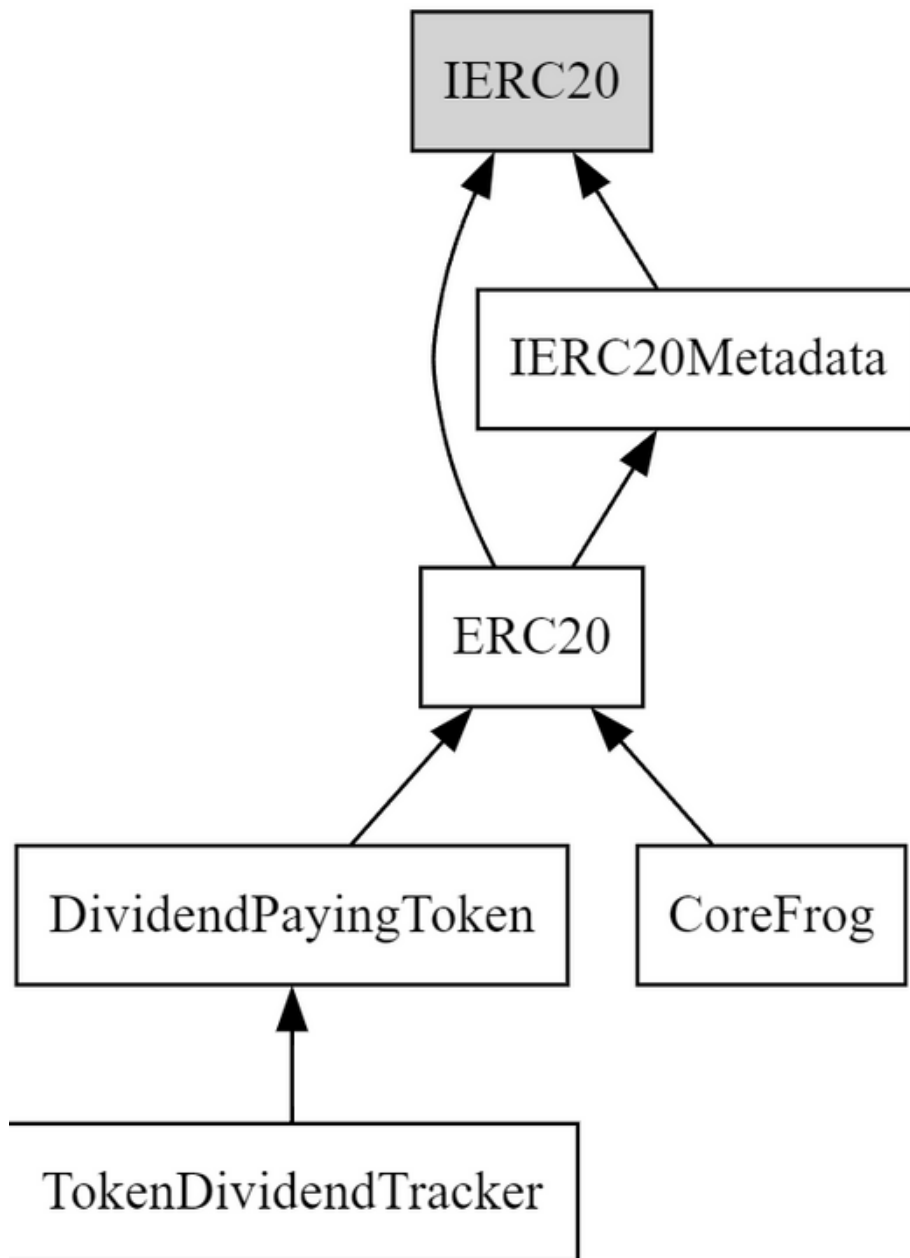 IERC20
IERC20Metadata
ERC20
DividendPayingToken
CoreFrog
TokenDividendTracker